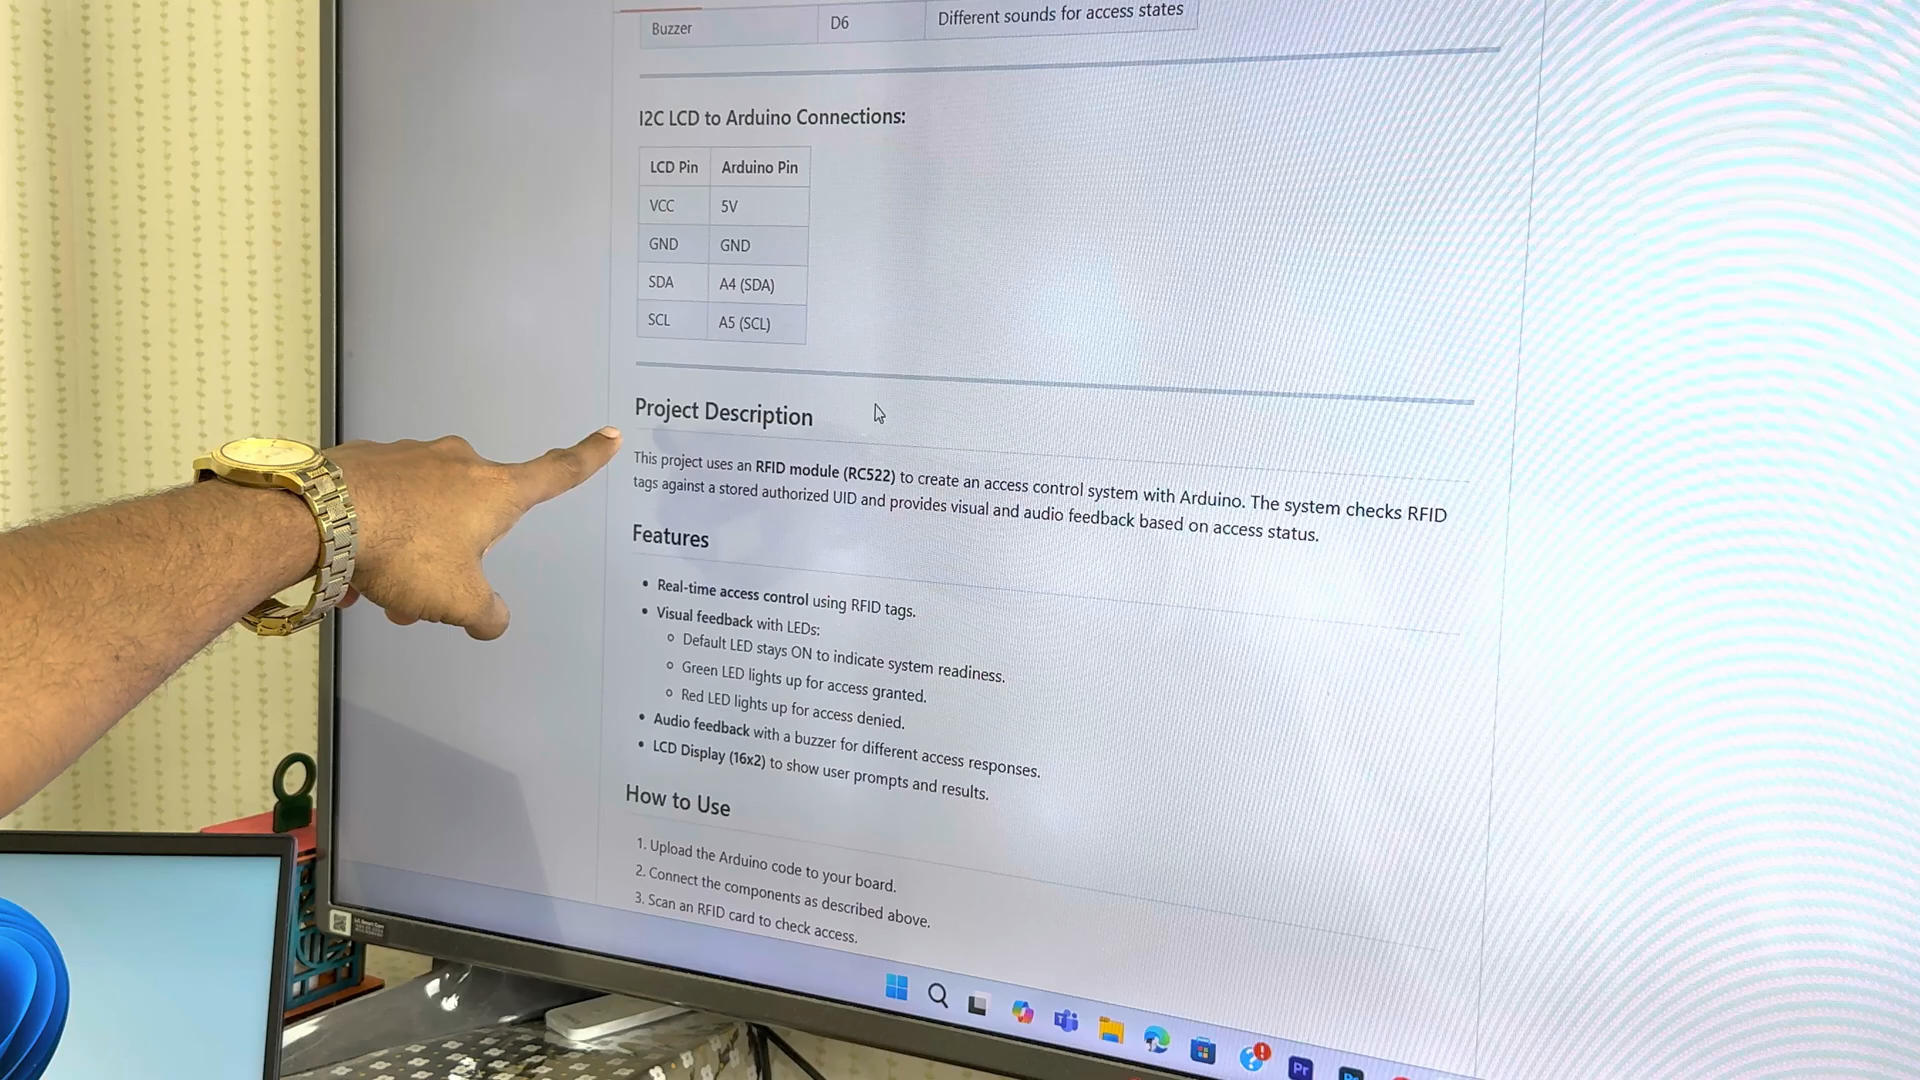 Buzzer D6 Different sounds for access states
I2C LCD to Arduino Connections:
LCD Pin Arduino Pin
VCC 5V
GND GND
SDA A4 (SDA)
SCL A5 (SCL)
Project Description
This project uses an RFID module (RC522) to create an access control system with Arduino. The system checks RFID
tags against a stored authorized UID and provides visual and audio feedback based on access status.
Features
• Real-time access control using RFID tags.
• Visual feedback with LEDs:
o Default LED stays ON to indicate system readiness.
o Green LED lights up for access granted.
o Red LED lights up for access denied.
• Audio feedback with a buzzer for different access responses.
• LCD Display (16x2) to show user prompts and results.
How to Use
1. Upload the Arduino code to your board.
2. Connect the components as described above.
3. Scan an RFID card to check access.
Pr